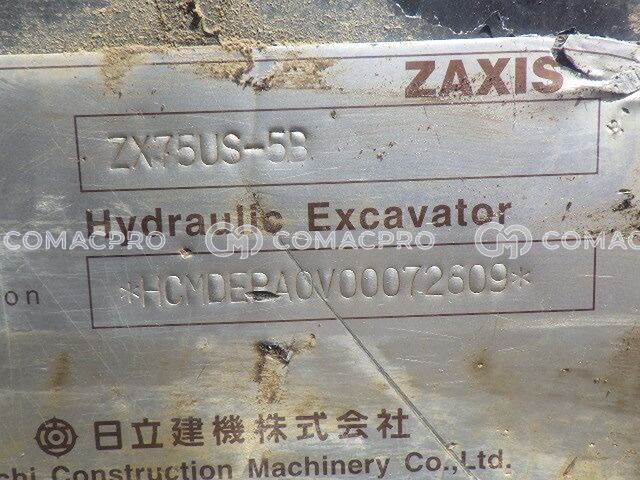 ZAXIS
ZX75US-5B
Hydraulic Excavator
COMACPRO COMACPRO COMACPRO
on
日立建機株式会社
chi Construction Machinery Co.,Ltd.